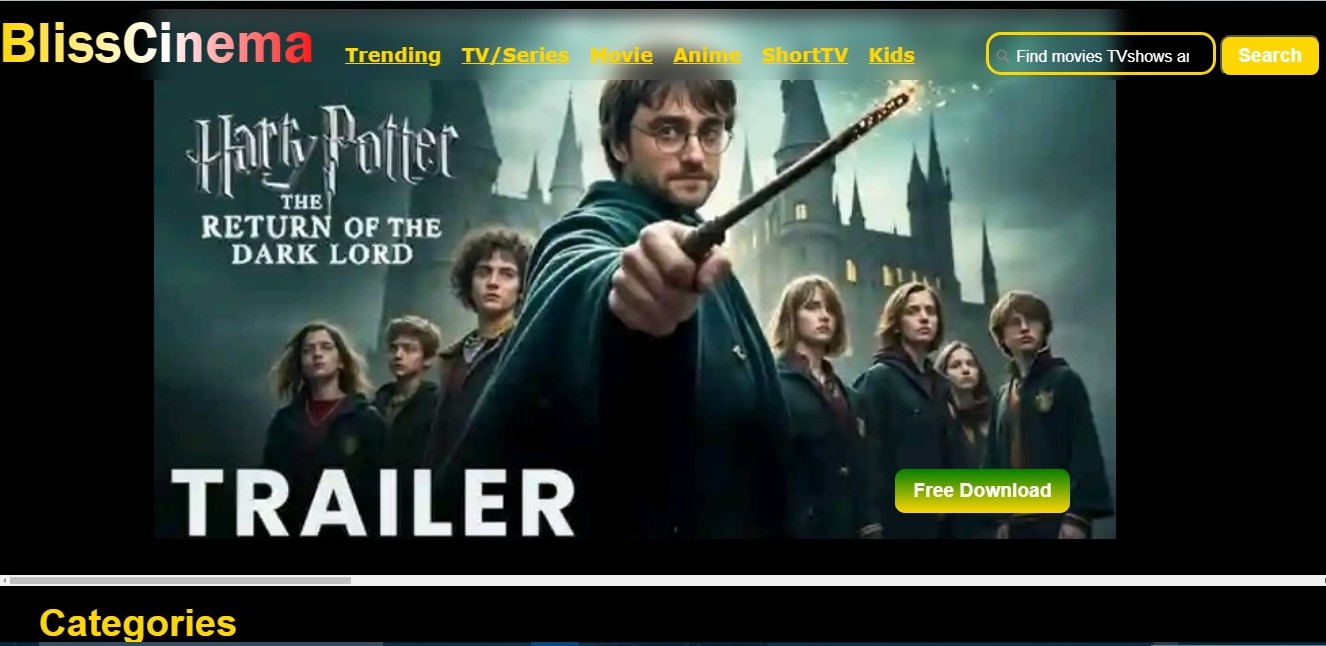 BlissCinema
Trending TV/Series Movie Anime ShortTV Kids
Find movies TVshows ar
Search
Harry Potter
THE
RETURN OF THE
DARK LORD
TRAILER
Free Download
Categories